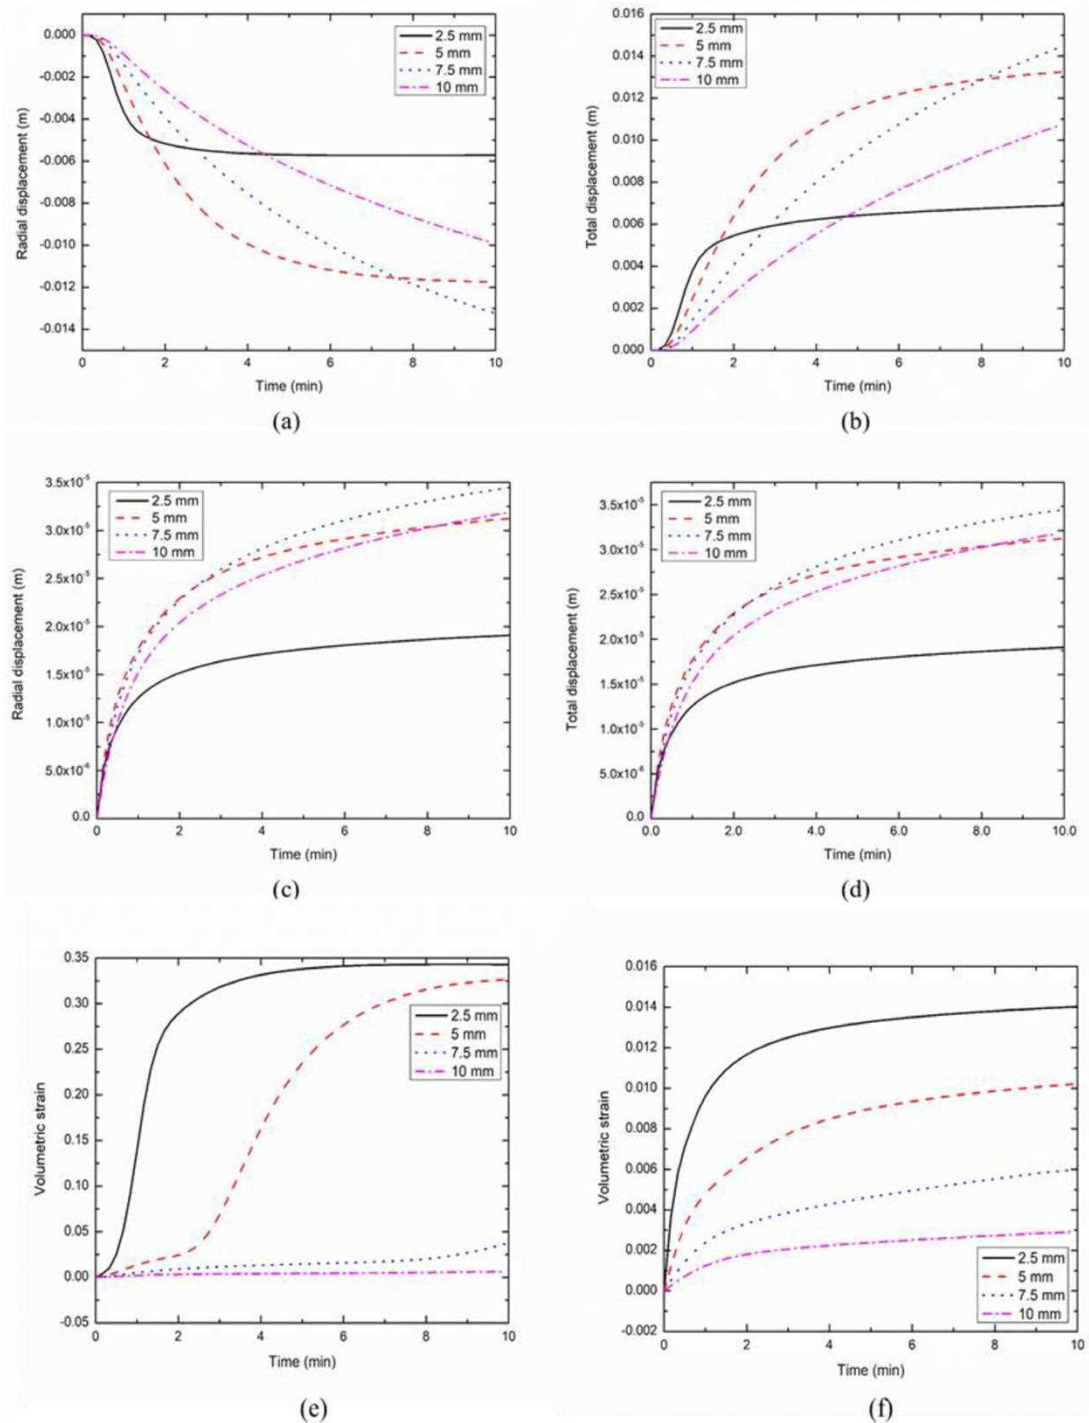 0.000
-0.002
-0.004
-0.006
-0.008
-0.010
-0.012
-0.014
Radial displacement (m)
2.5 mm
5 mm
7.5 mm
10 mm
0 2 4 6 8 10
Time (min)
(a)
0.016
0.014
0.012
0.010
0.008
0.006
0.004
0.002
0.000
Total displacement (m)
2.5 mm
5 mm
7.5 mm
10 mm
0 2 4 6 8 10
Time (min)
(b)
3.5x10⁻⁵
3.0x10⁻⁵
2.5x10⁻⁵
2.0x10⁻⁵
1.5x10⁻⁵
1.0x10⁻⁵
5.0x10⁻⁶
0.0
Radial displacement (m)
2.5 mm
5 mm
7.5 mm
10 mm
0 2 4 6 8 10
Time (min)
(c)
3.5x10⁻⁵
3.0x10⁻⁵
2.5x10⁻⁵
2.0x10⁻⁵
1.5x10⁻⁵
1.0x10⁻⁵
5.0x10⁻⁶
0.0
Total displacement (m)
2.5 mm
5 mm
7.5 mm
10 mm
0.0 2.0 4.0 6.0 8.0 10.0
Time (min)
(d)
0.35
0.30
0.25
0.20
0.15
0.10
0.05
0.00
-0.05
Volumetric strain
2.5 mm
5 mm
7.5 mm
10 mm
0 2 4 6 8 10
Time (min)
(e)
0.016
0.014
0.012
0.010
0.008
0.006
0.004
0.002
0.000
-0.002
Volumetric strain
2.5 mm
5 mm
7.5 mm
10 mm
0 2 4 6 8 10
Time (min)
(f)